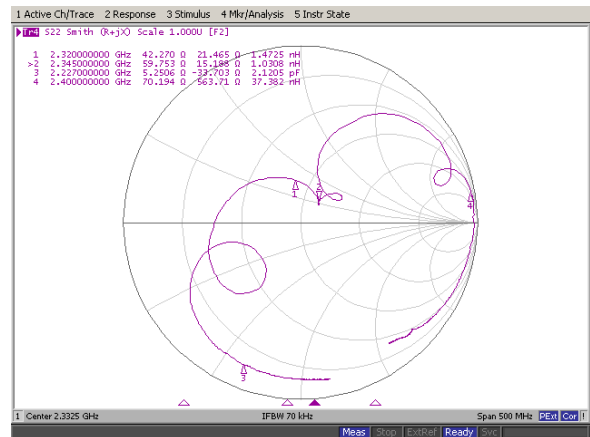 1 Active Ch/Trace 2 Response 3 Stimulus 4 Mkr/Analysis 5 Instr State
Tr4 S22 Smith (R+jX) Scale 1.000U [F2]
1 2.320000000 GHz 42.270 Ω 21.465 Ω 1.4725 nH
>2 2.345000000 GHz 59.753 Ω 15.188 Ω 1.0308 nH
3 2.227000000 GHz 5.2506 Ω -33.703 Ω 2.1205 pF
4 2.400000000 GHz 70.194 Ω 563.71 Ω 37.382 nH
1
2
4
3
1 Center 2.3325 GHz IFBW 70 kHz Span 500 MHz PExt Cor !
Meas Stop ExtRef Ready Svc